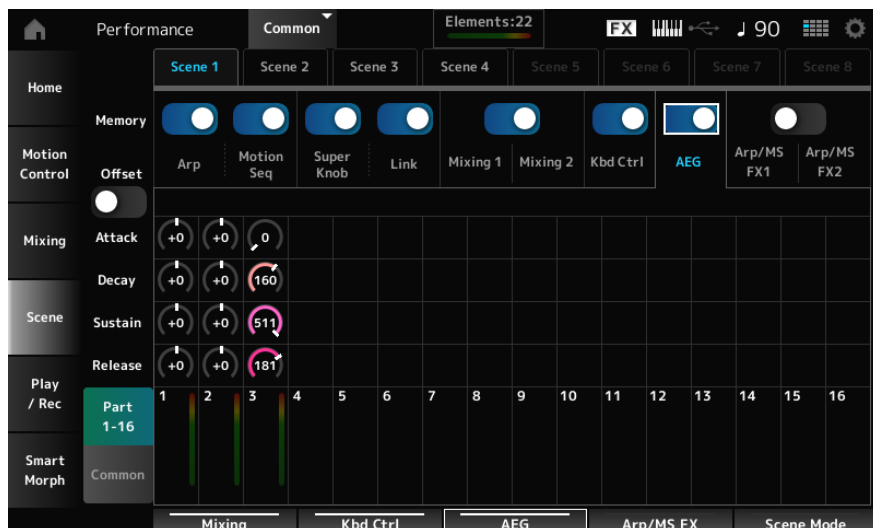 Performance
Common
Elements:22
FX
90
Scene 1
Scene 2
Scene 3
Scene 4
Scene 5
Scene 6
Scene 7
Scene 8
Home
Motion
Control
Mixing
Scene
Play
/ Rec
Smart
Morph
Memory
Arp
Motion
Seq
Super
Knob
Link
Mixing 1
Mixing 2
Kbd Ctrl
AEG
Arp/MS
FX1
Arp/MS
FX2
Offset
Attack +0 +0 0
Decay +0 +0 160
Sustain +0 +0 511
Release +0 +0 181
Part
1-16
Common
1 2 3 4 5 6 7 8 9 10 11 12 13 14 15 16
Mixing
Kbd Ctrl
AEG
Arp/MS FX
Scene Mode